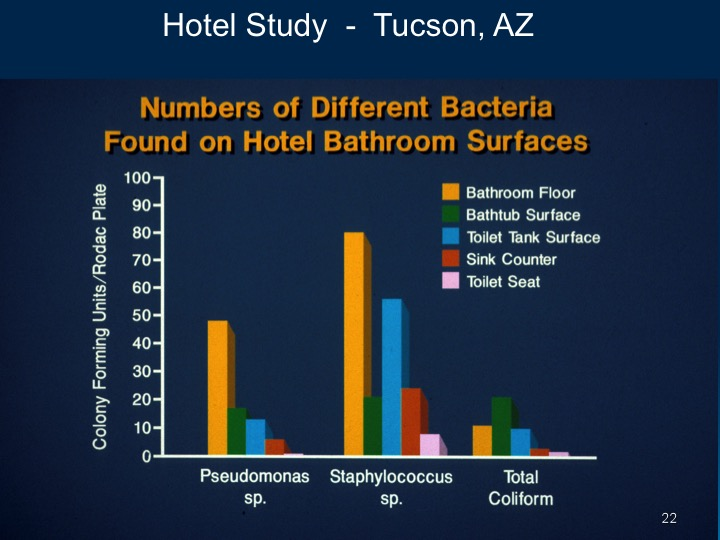 Hotel Study - Tucson, AZ
Numbers of Different Bacteria
Found on Hotel Bathroom Surfaces
Colony Forming Units/Rodac Plate
100
90
80
70
60
50
40
30
20
10
0
Bathroom Floor
Bathtub Surface
Toilet Tank Surface
Sink Counter
Toilet Seat
Pseudomonas
sp.
Staphylococcus
sp.
Total
Coliform
22